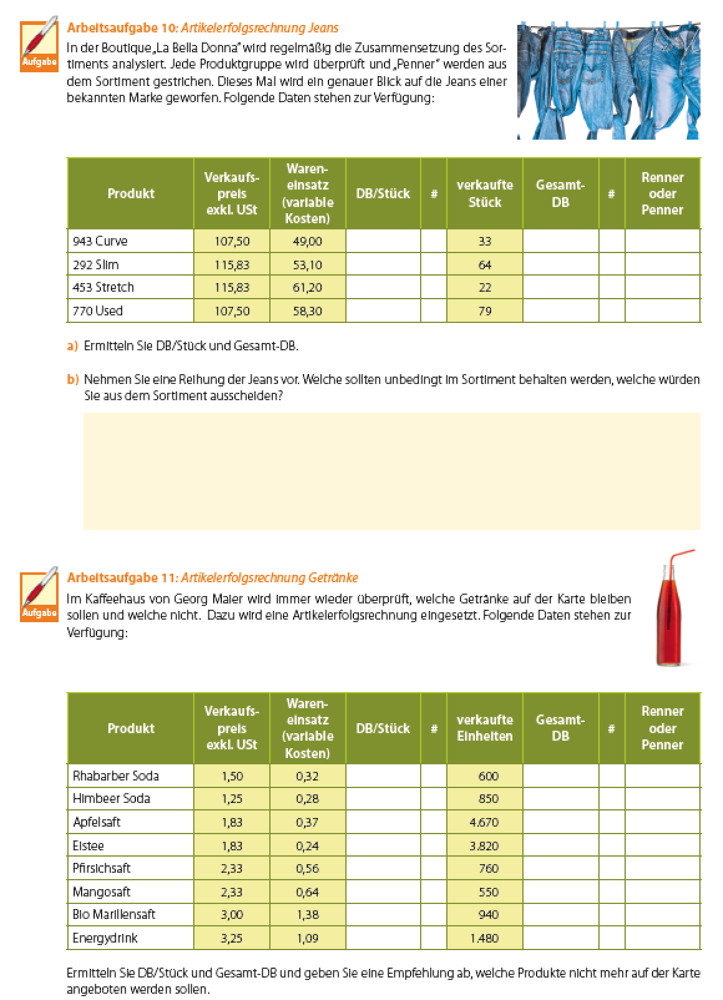 Aufgabe
Arbeitsaufgabe 10: Artikelerfolgsrechnung Jeans
In der Boutique „La Bella Donna" wird regelmäßig die Zusammensetzung des Sor-
timents analysiert. Jede Produktgruppe wird überprüft und „Penner" werden aus
dem Sortiment gestrichen. Dieses Mal wird ein genauer Blick auf die Jeans einer
bekannten Marke geworfen. Folgende Daten stehen zur Verfügung:
Produkt Verkaufs- preis exkl. USt Waren- einsatz (variable Kosten) DB/Stück # verkaufte Stück Gesamt- DB # Renner oder Penner
943 Curve 107,50 49,00 33
292 Slim 115,83 53,10 64
453 Stretch 115,83 61,20 22
770 Used 107,50 58,30 79
a) Ermitteln Sie DB/Stück und Gesamt-DB.
b) Nehmen Sie eine Reihung der Jeans vor. Welche sollten unbedingt im Sortiment behalten werden, welche würden
Sie aus dem Sortiment ausscheiden?
Aufgabe
Arbeitsaufgabe 11: Artikelerfolgsrechnung Getränke
Im Kaffeehaus von Georg Maier wird immer wieder überprüft, welche Getränke auf der Karte bleiben
sollen und welche nicht. Dazu wird eine Artikelerfolgsrechnung eingesetzt. Folgende Daten stehen zur
Verfügung:
Produkt Verkaufs- preis exkl. USt Waren- einsatz (variable Kosten) DB/Stück # verkaufte Einheiten Gesamt- DB # Renner oder Penner
Rhabarber Soda 1,50 0,32 600
Himbeer Soda 1,25 0,28 850
Apfelsaft 1,83 0,37 4.670
Eistee 1,83 0,24 3.820
Pfirsichsaft 2,33 0,56 760
Mangosaft 2,33 0,64 550
Bio Marillensaft 3,00 1,38 940
Energydrink 3,25 1,09 1.480
Ermitteln Sie DB/Stück und Gesamt-DB und geben Sie eine Empfehlung ab, welche Produkte nicht mehr auf der Karte
angeboten werden sollen.